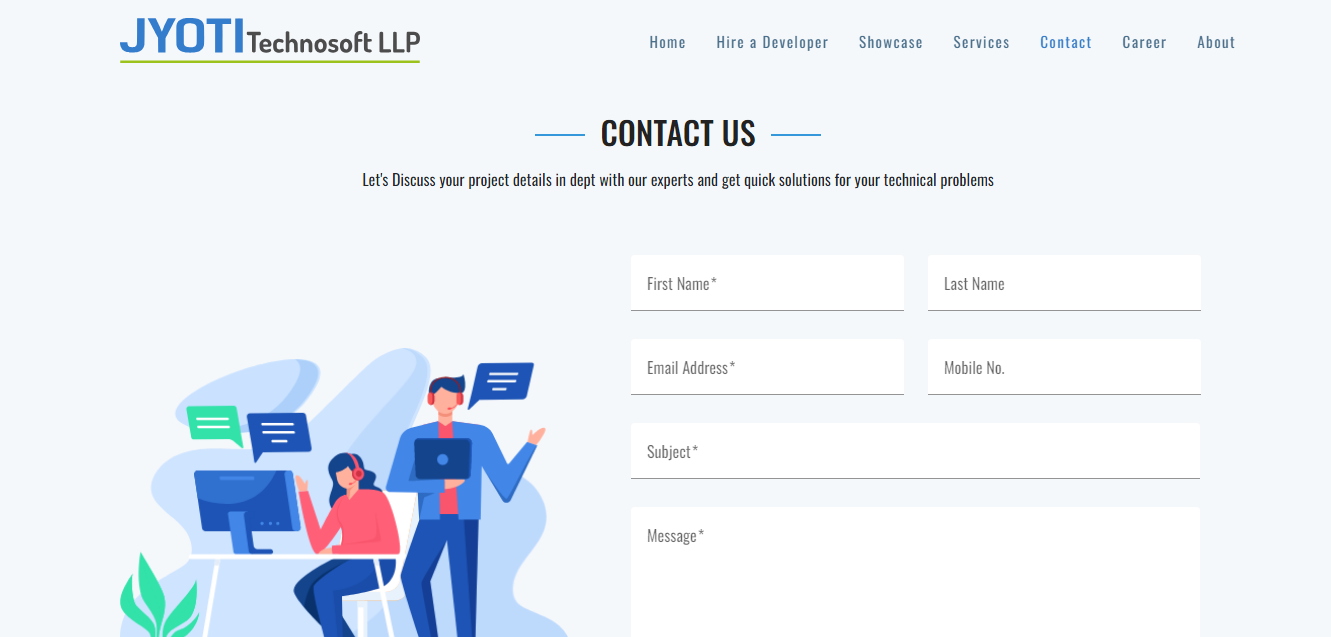 JYOTI Technosoft LLP
Home Hire a Developer Showcase Services Contact Career About
CONTACT US
Let's Discuss your project details in dept with our experts and get quick solutions for your technical problems
First Name* Last Name
Email Address* Mobile No.
Subject*
Message*